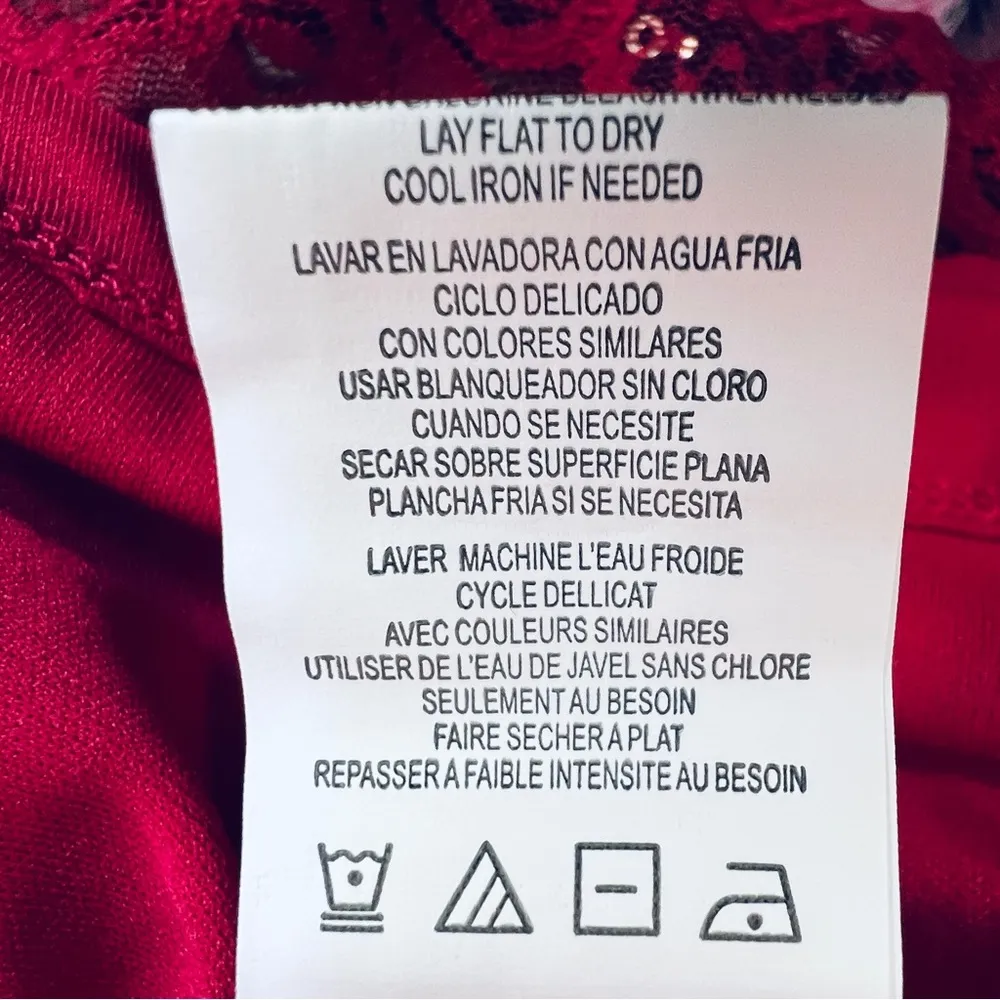 LAY FLAT TO DRY
COOL IRON IF NEEDED
LAVAR EN LAVADORA CON AGUA FRIA
CICLO DELICADO
CON COLORES SIMILARES
USAR BLANQUEADOR SIN CLORO
CUANDO SE NECESITE
SECAR SOBRE SUPERFICIE PLANA
PLANCHA FRIA SI SE NECESITA
LAVER MACHINE L'EAU FROIDE
CYCLE DELLICAT
AVEC COULEURS SIMILAIRES
UTILISER DE L'EAU DE JAVEL SANS CHLORE
SEULEMENT AU BESOIN
FAIRE SECHER A PLAT
REPASSER A FAIBLE INTENSITE AU BESOIN